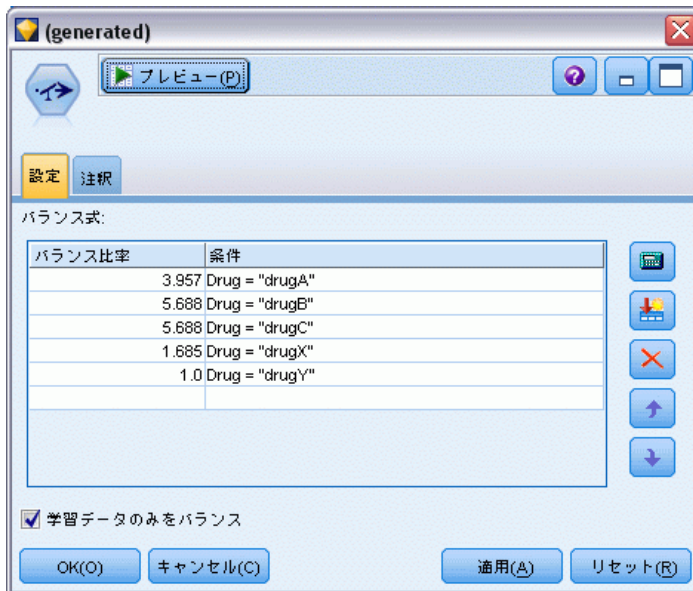 (generated)
プレビュー(P)
設定 注釈
バランス式:
バランス比率 条件
3.957 Drug = "drugA"
5.688 Drug = "drugB"
5.688 Drug = "drugC"
1.685 Drug = "drugX"
1.0 Drug = "drugY"
学習データのみをバランス
OK(O) キャンセル(C) 適用(A) リセット(R)